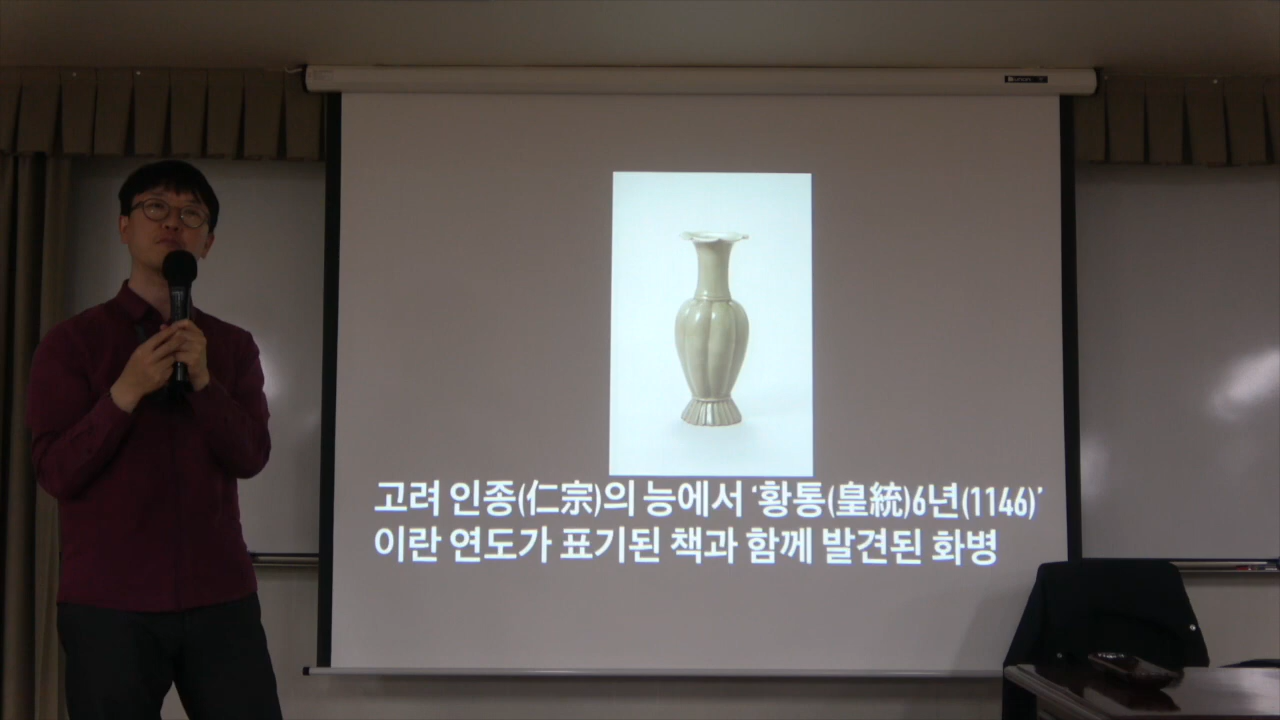 고려 인종(仁宗)의 능에서 ‘황통(皇統)6년(1146)’
이란 연도가 표기된 책과 함께 발견된 화병